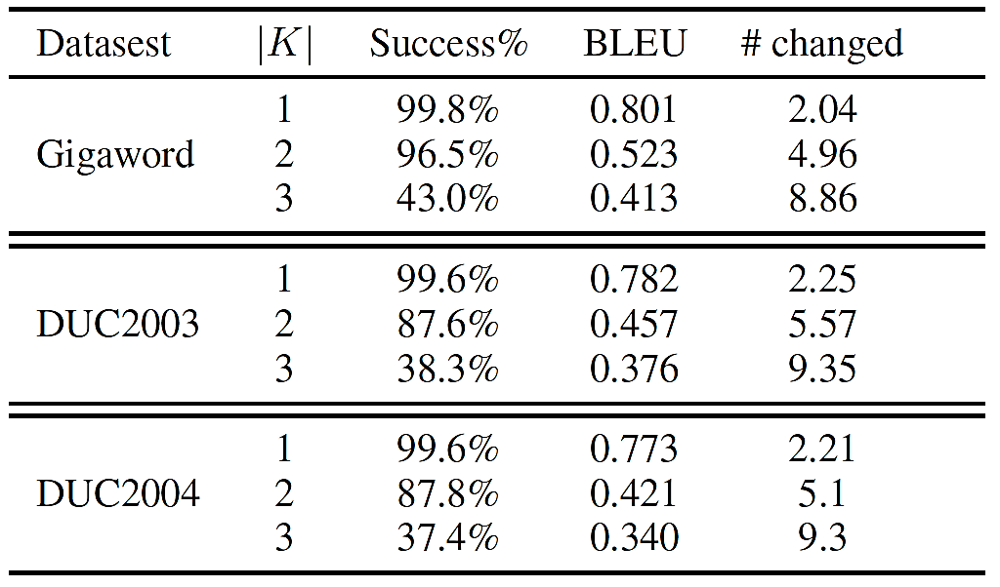 Datasest |K| Success% BLEU # changed
1 99.8% 0.801 2.04
Gigaword 2 96.5% 0.523 4.96
3 43.0% 0.413 8.86
1 99.6% 0.782 2.25
DUC2003 2 87.6% 0.457 5.57
3 38.3% 0.376 9.35
1 99.6% 0.773 2.21
DUC2004 2 87.8% 0.421 5.1
3 37.4% 0.340 9.3